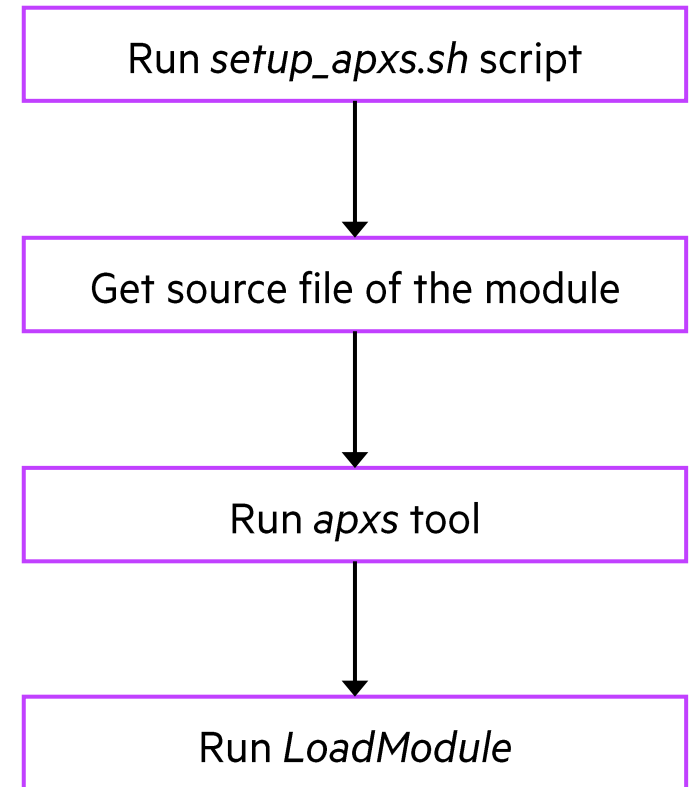 Run setup_apxs.sh script
Get source file of the module
Run apxs tool
Run LoadModule